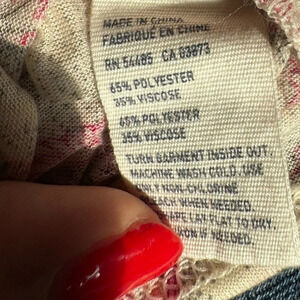 MADE IN CHINA
FABRIQUÉ EN CHINE
RN 54485 CA 03873
65% POLYESTER
35% VISCOSE
65% POLYESTER
35% VISCOSE
TURN GARMENT INSIDE OUT.
MACHINE WASH COLD. USE
ONLY NON-CHLORINE
BLEACH WHEN NEEDED.
LAY FLAT TO DRY.
IF NEEDED.